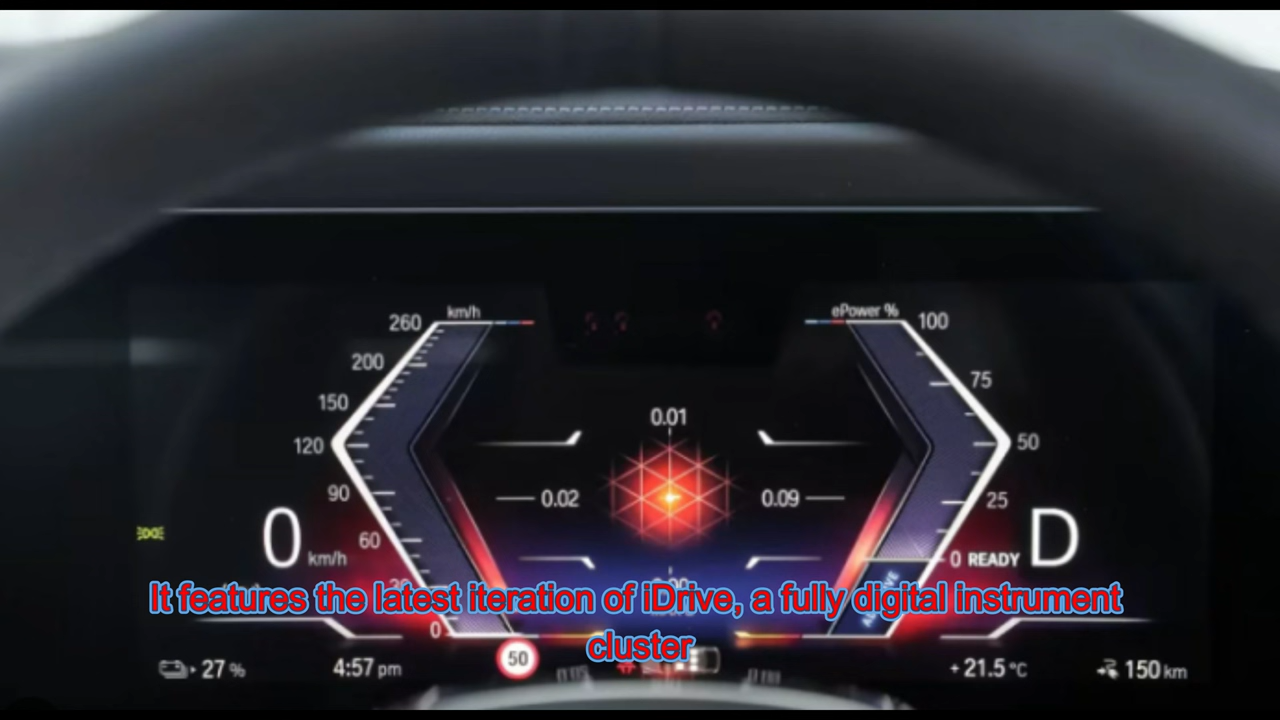 km/h
ePower %
260
100
200
75
150
0.01
120
50
90
0.02
0.09
25
0
km/h
60
0 READY D
It features the latest iteration of iDrive, a fully digital instrument
cluster
0
27 %
4:57 pm
50
+ 21.5 °C
150 km